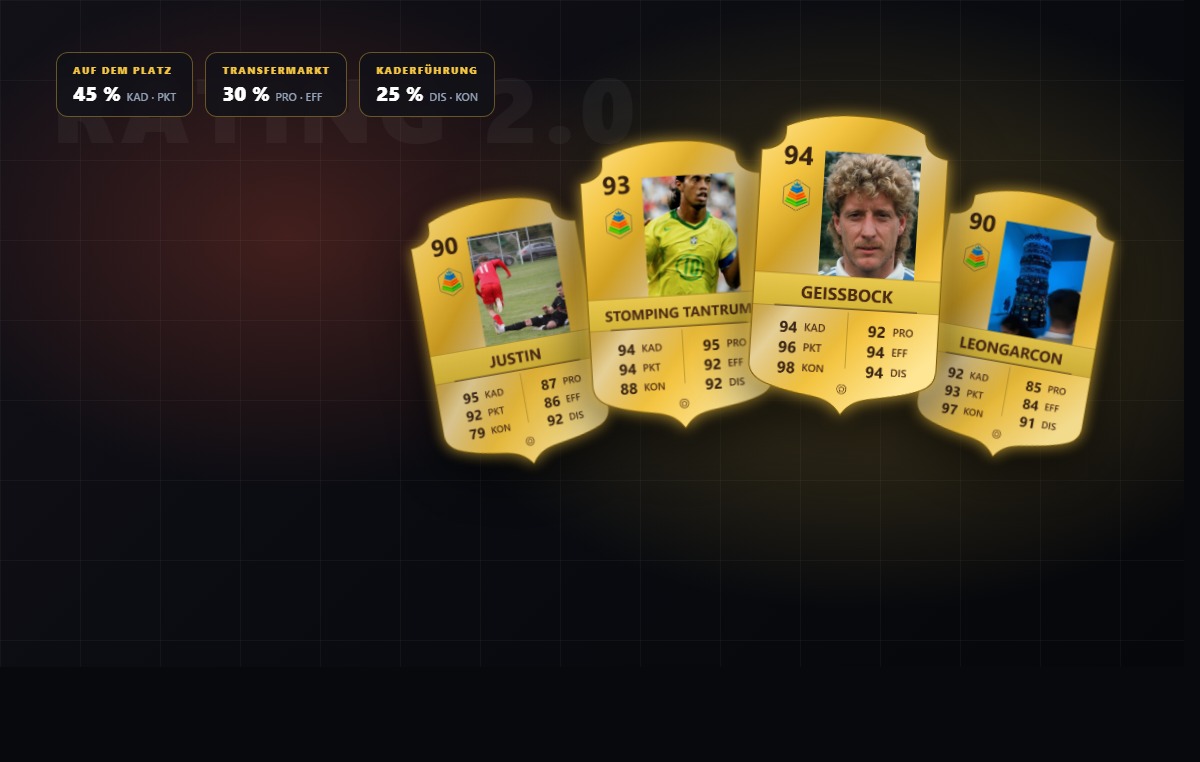 AUF DEM PLATZ
45 % KAD · PKT
TRANSFERMARKT
30 % PRO · EFF
KADERFÜHRUNG
25 % DIS · KON
RATING 2.0
90
JUSTIN
95 KAD
92 PKT
79 KON
87 PRO
86 EFF
92 DIS
93
10
STOMPING TANTRUM
94 KAD
94 PKT
88 KON
95 PRO
92 EFF
92 DIS
94
GEISSBOCK
94 KAD
96 PKT
98 KON
92 PRO
94 EFF
94 DIS
90
LEONGARCON
92 KAD
93 PKT
97 KON
85 PRO
84 EFF
91 DIS